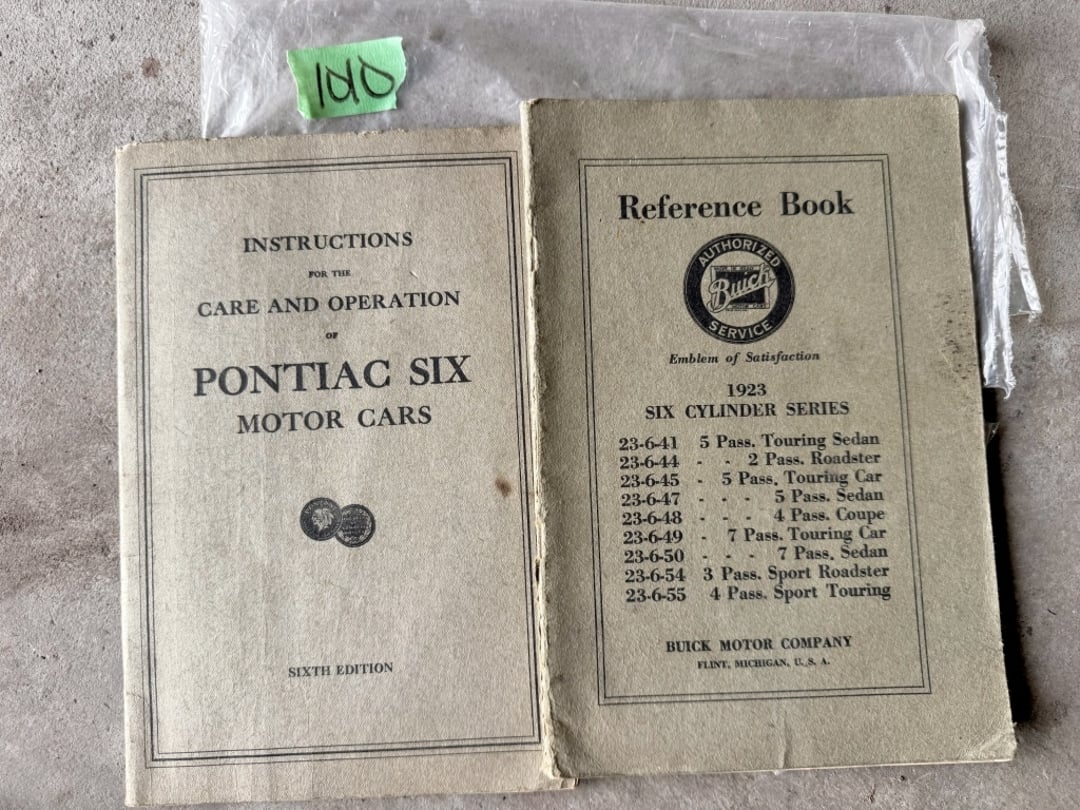 INSTRUCTIONS
FOR THE
CARE AND OPERATION
OF
PONTIAC SIX
MOTOR CARS
SIXTH EDITION
Reference Book
AUTHORIZED
Buick
SERVICE
Emblem of Satisfaction
1923
SIX CYLINDER SERIES
23-6-41 5 Pass. Touring Sedan
23-6-44 - - 2 Pass. Roadster
23-6-45 - 5 Pass. Touring Car
23-6-47 - - - 5 Pass. Sedan
23-6-48 - - - 4 Pass. Coupe
23-6-49 - 7 Pass. Touring Car
23-6-50 - - - 7 Pass. Sedan
23-6-54 3 Pass. Sport Roadster
23-6-55 4 Pass. Sport Touring
BUICK MOTOR COMPANY
FLINT, MICHIGAN, U. S. A.